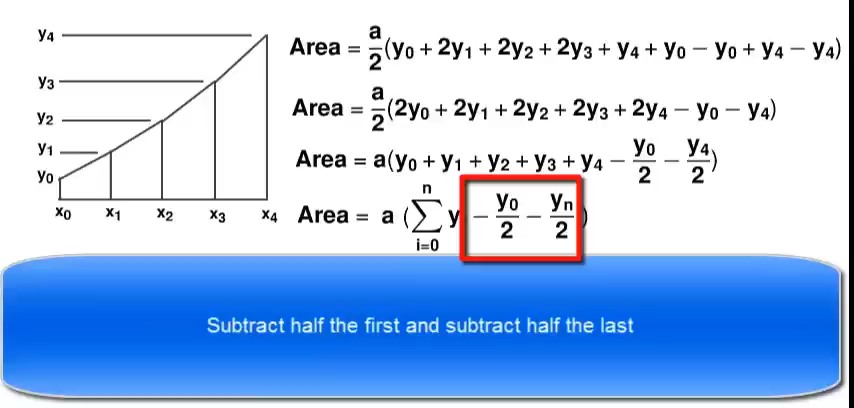 y₄
y₃
y₂
y₁
y₀
x₀ x₁ x₂ x₃ x₄
Area = a/2(y₀ + 2y₁ + 2y₂ + 2y₃ + y₄ + y₀ − y₀ + y₄ − y₄)
Area = a/2(2y₀ + 2y₁ + 2y₂ + 2y₃ + 2y₄ − y₀ − y₄)
Area = a(y₀ + y₁ + y₂ + y₃ + y₄ − y₀/2 − y₄/2)
Area = a (∑ⁿᵢ₌₀ y − y₀/2 − yₙ/2)
Subtract half the first and subtract half the last